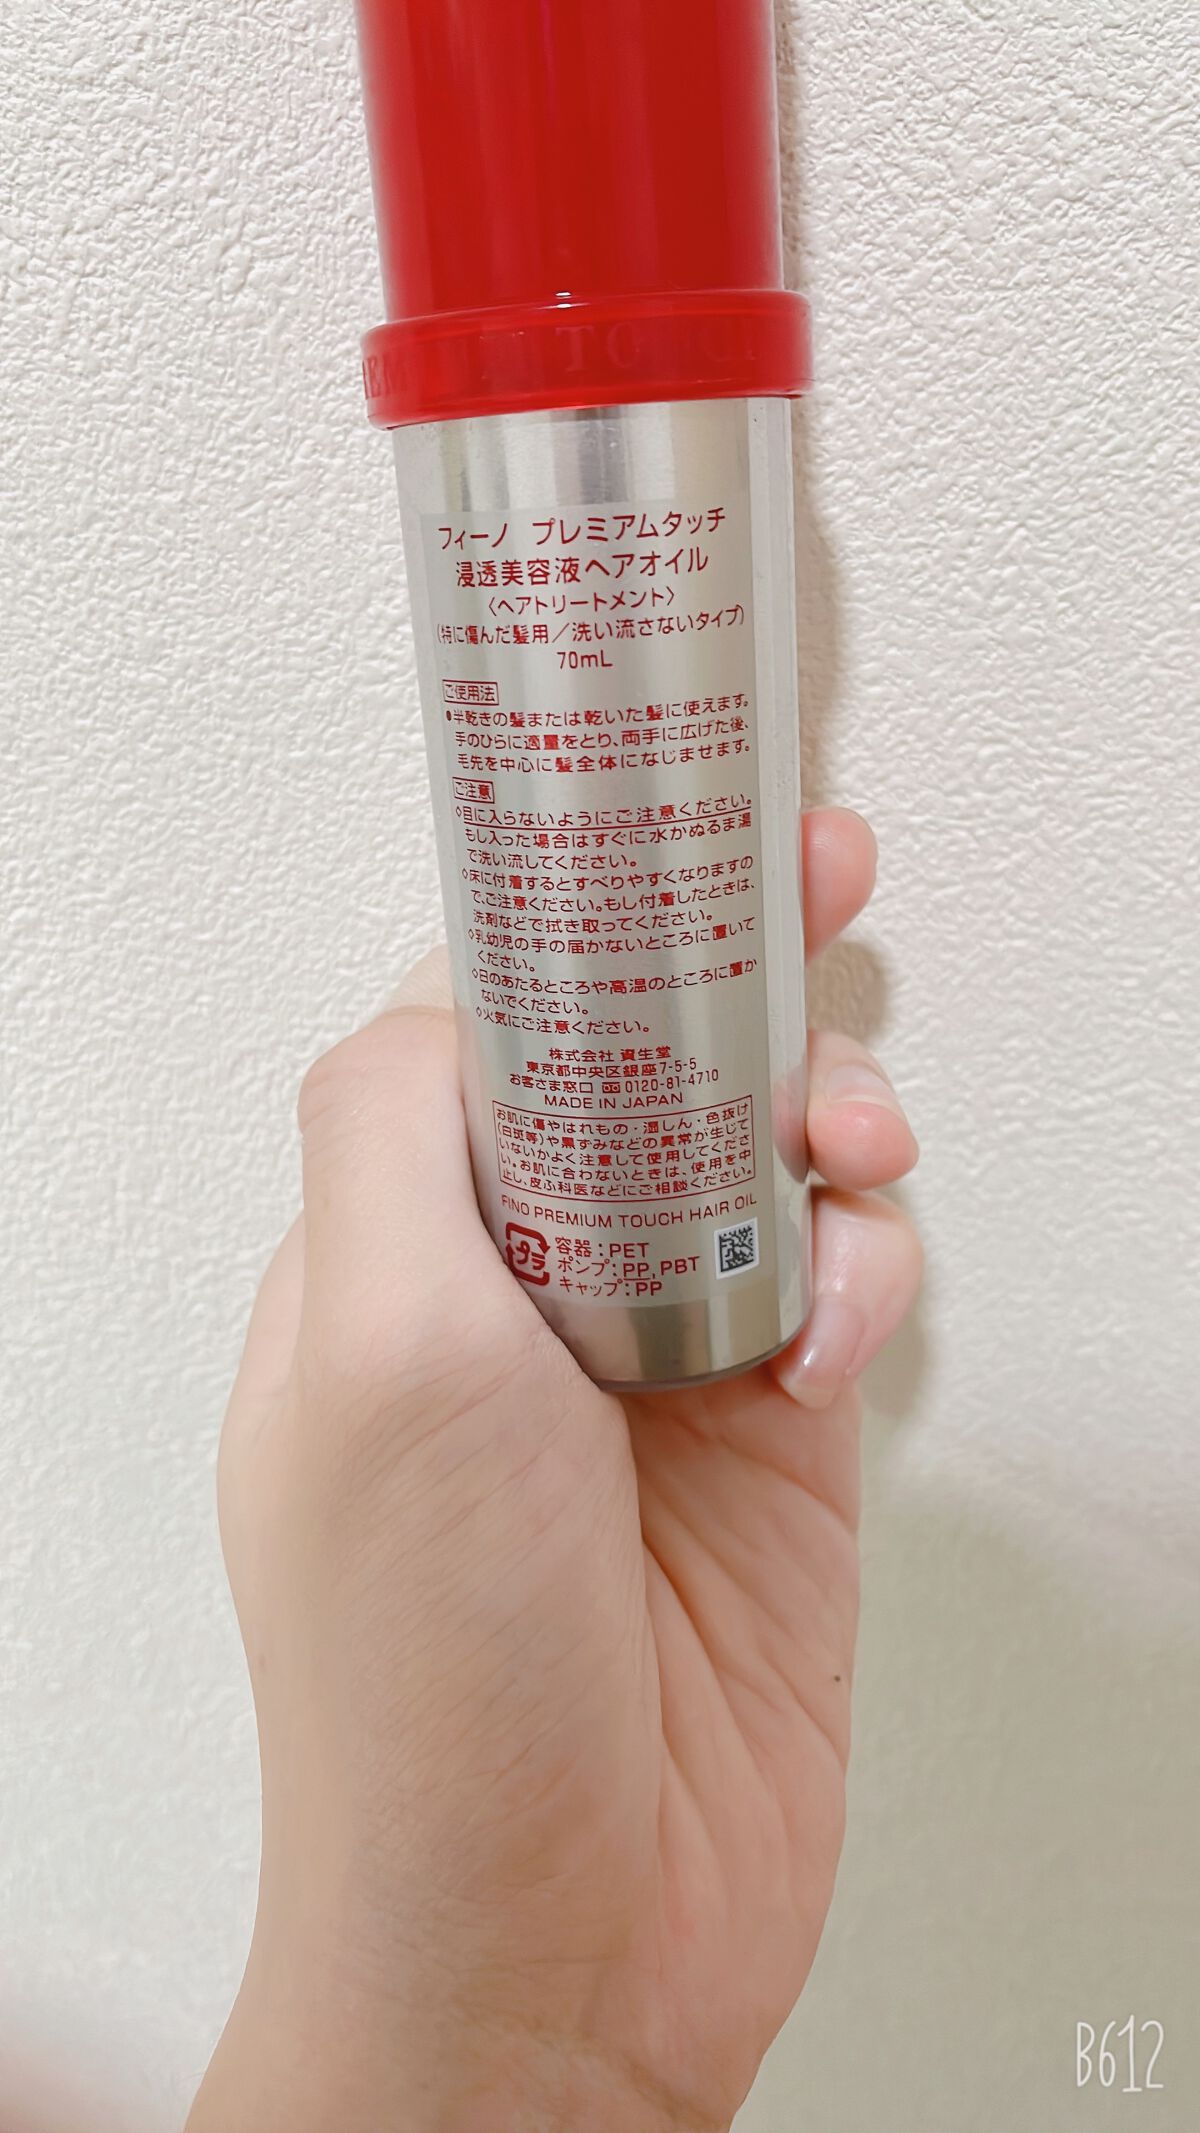 フィーノ プレミアムタッチ
浸透美容液ヘアオイル
〈ヘアトリートメント〉
(特に傷んだ髪用/洗い流さないタイプ)
70mL
ご使用法
●半乾きの髪または乾いた髪に使えます。
手のひらに適量をとり、両手に広げた後、
毛先を中心に髪全体になじませます。
ご注意
◇目に入らないようにご注意ください。
もし入った場合はすぐに水かぬるま湯
で洗い流してください。
◇床に付着するとすべりやすくなりますの
で、ご注意ください。もし付着したときは、
洗剤などで拭き取ってください。
◇乳幼児の手の届かないところに置いて
ください。
◇日のあたるところや高温のところに置か
ないでください。
◇火気にご注意ください。
株式会社 資生堂
東京都中央区銀座7-5-5
お客さま窓口 0120-81-4710
MADE IN JAPAN
お肌に傷やはれもの・湿しん・色抜け
(白斑等)や黒ずみなどの異常が生じて
いないかよく注意して使用してくださ
い。お肌に合わないときは、使用を中
止し、皮ふ科医などにご相談ください。
FINO PREMIUM TOUCH HAIR OIL
プラ
容器:PET
ポンプ:PP,PBT
キャップ:PP
B612